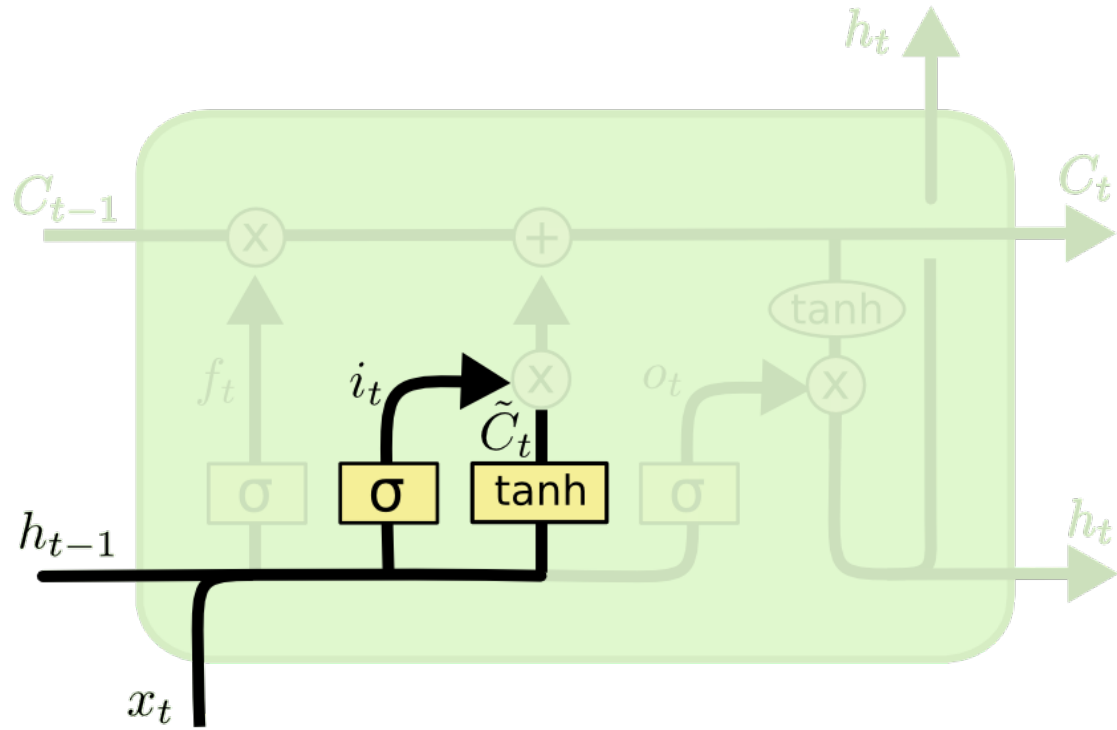 h_t
C_{t-1}
C_t
x
+
tanh
f_t
i_t
x
o_t
x
C̃_t
σ
σ
tanh
σ
h_{t-1}
h_t
x_t